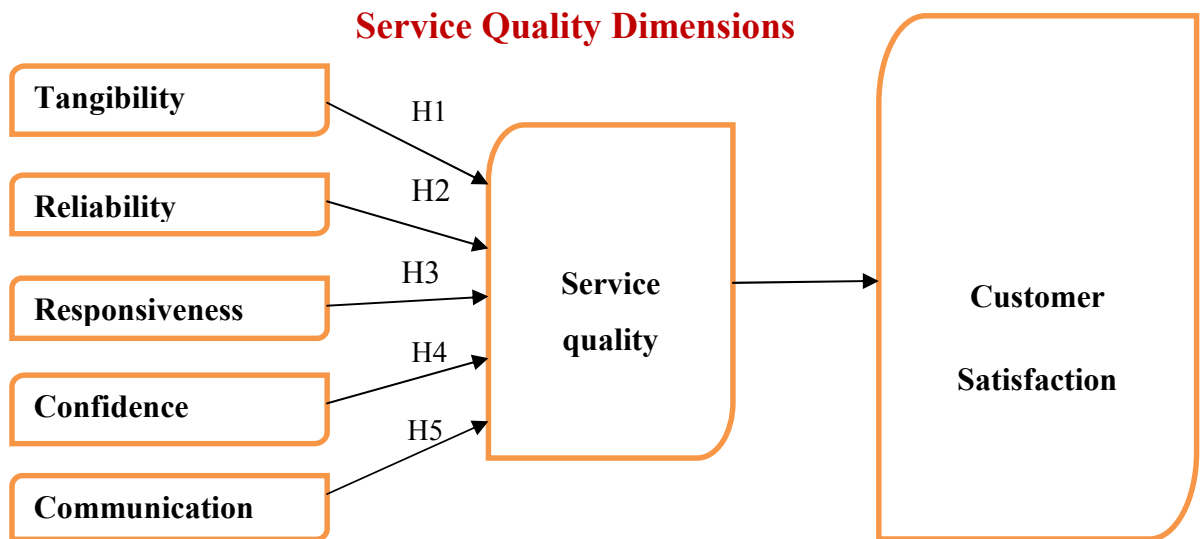 Service Quality Dimensions
Tangibility
H1
Reliability
H2
Responsiveness
H3
Confidence
H4
Communication
H5
Service
quality
Customer
Satisfaction